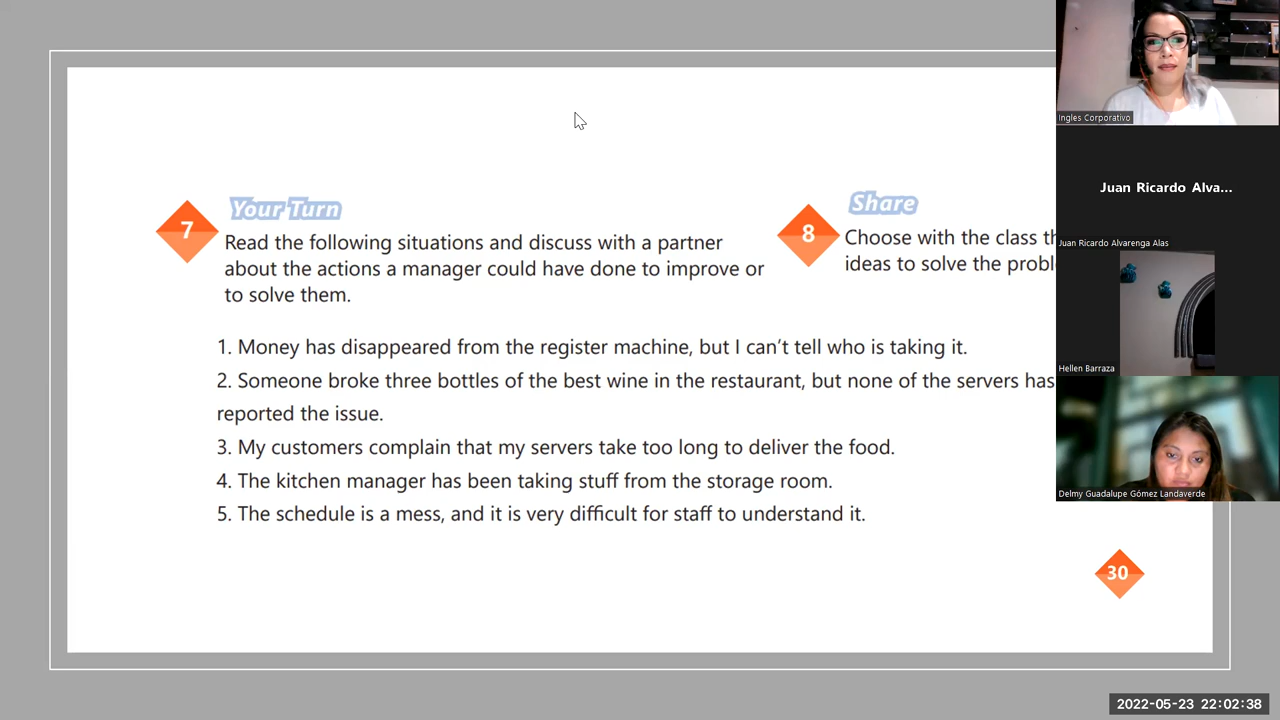 Your Turn
7
Read the following situations and discuss with a partner
about the actions a manager could have done to improve or
to solve them.
Share
8
Choose with the class
ideas to solve the
1. Money has disappeared from the register machine, but I can't tell who is taking it.
2. Someone broke three bottles of the best wine in the restaurant, but none of the servers has
reported the issue.
3. My customers complain that my servers take too long to deliver the food.
4. The kitchen manager has been taking stuff from the storage room.
5. The schedule is a mess, and it is very difficult for staff to understand it.
30
Ingles Corporativo
Juan Ricardo Alva...
Juan Ricardo Alvarenga Alas
Hellen Barraza
Delmy Guadalupe Gómez Landaverde
2022-05-23 22:02:38